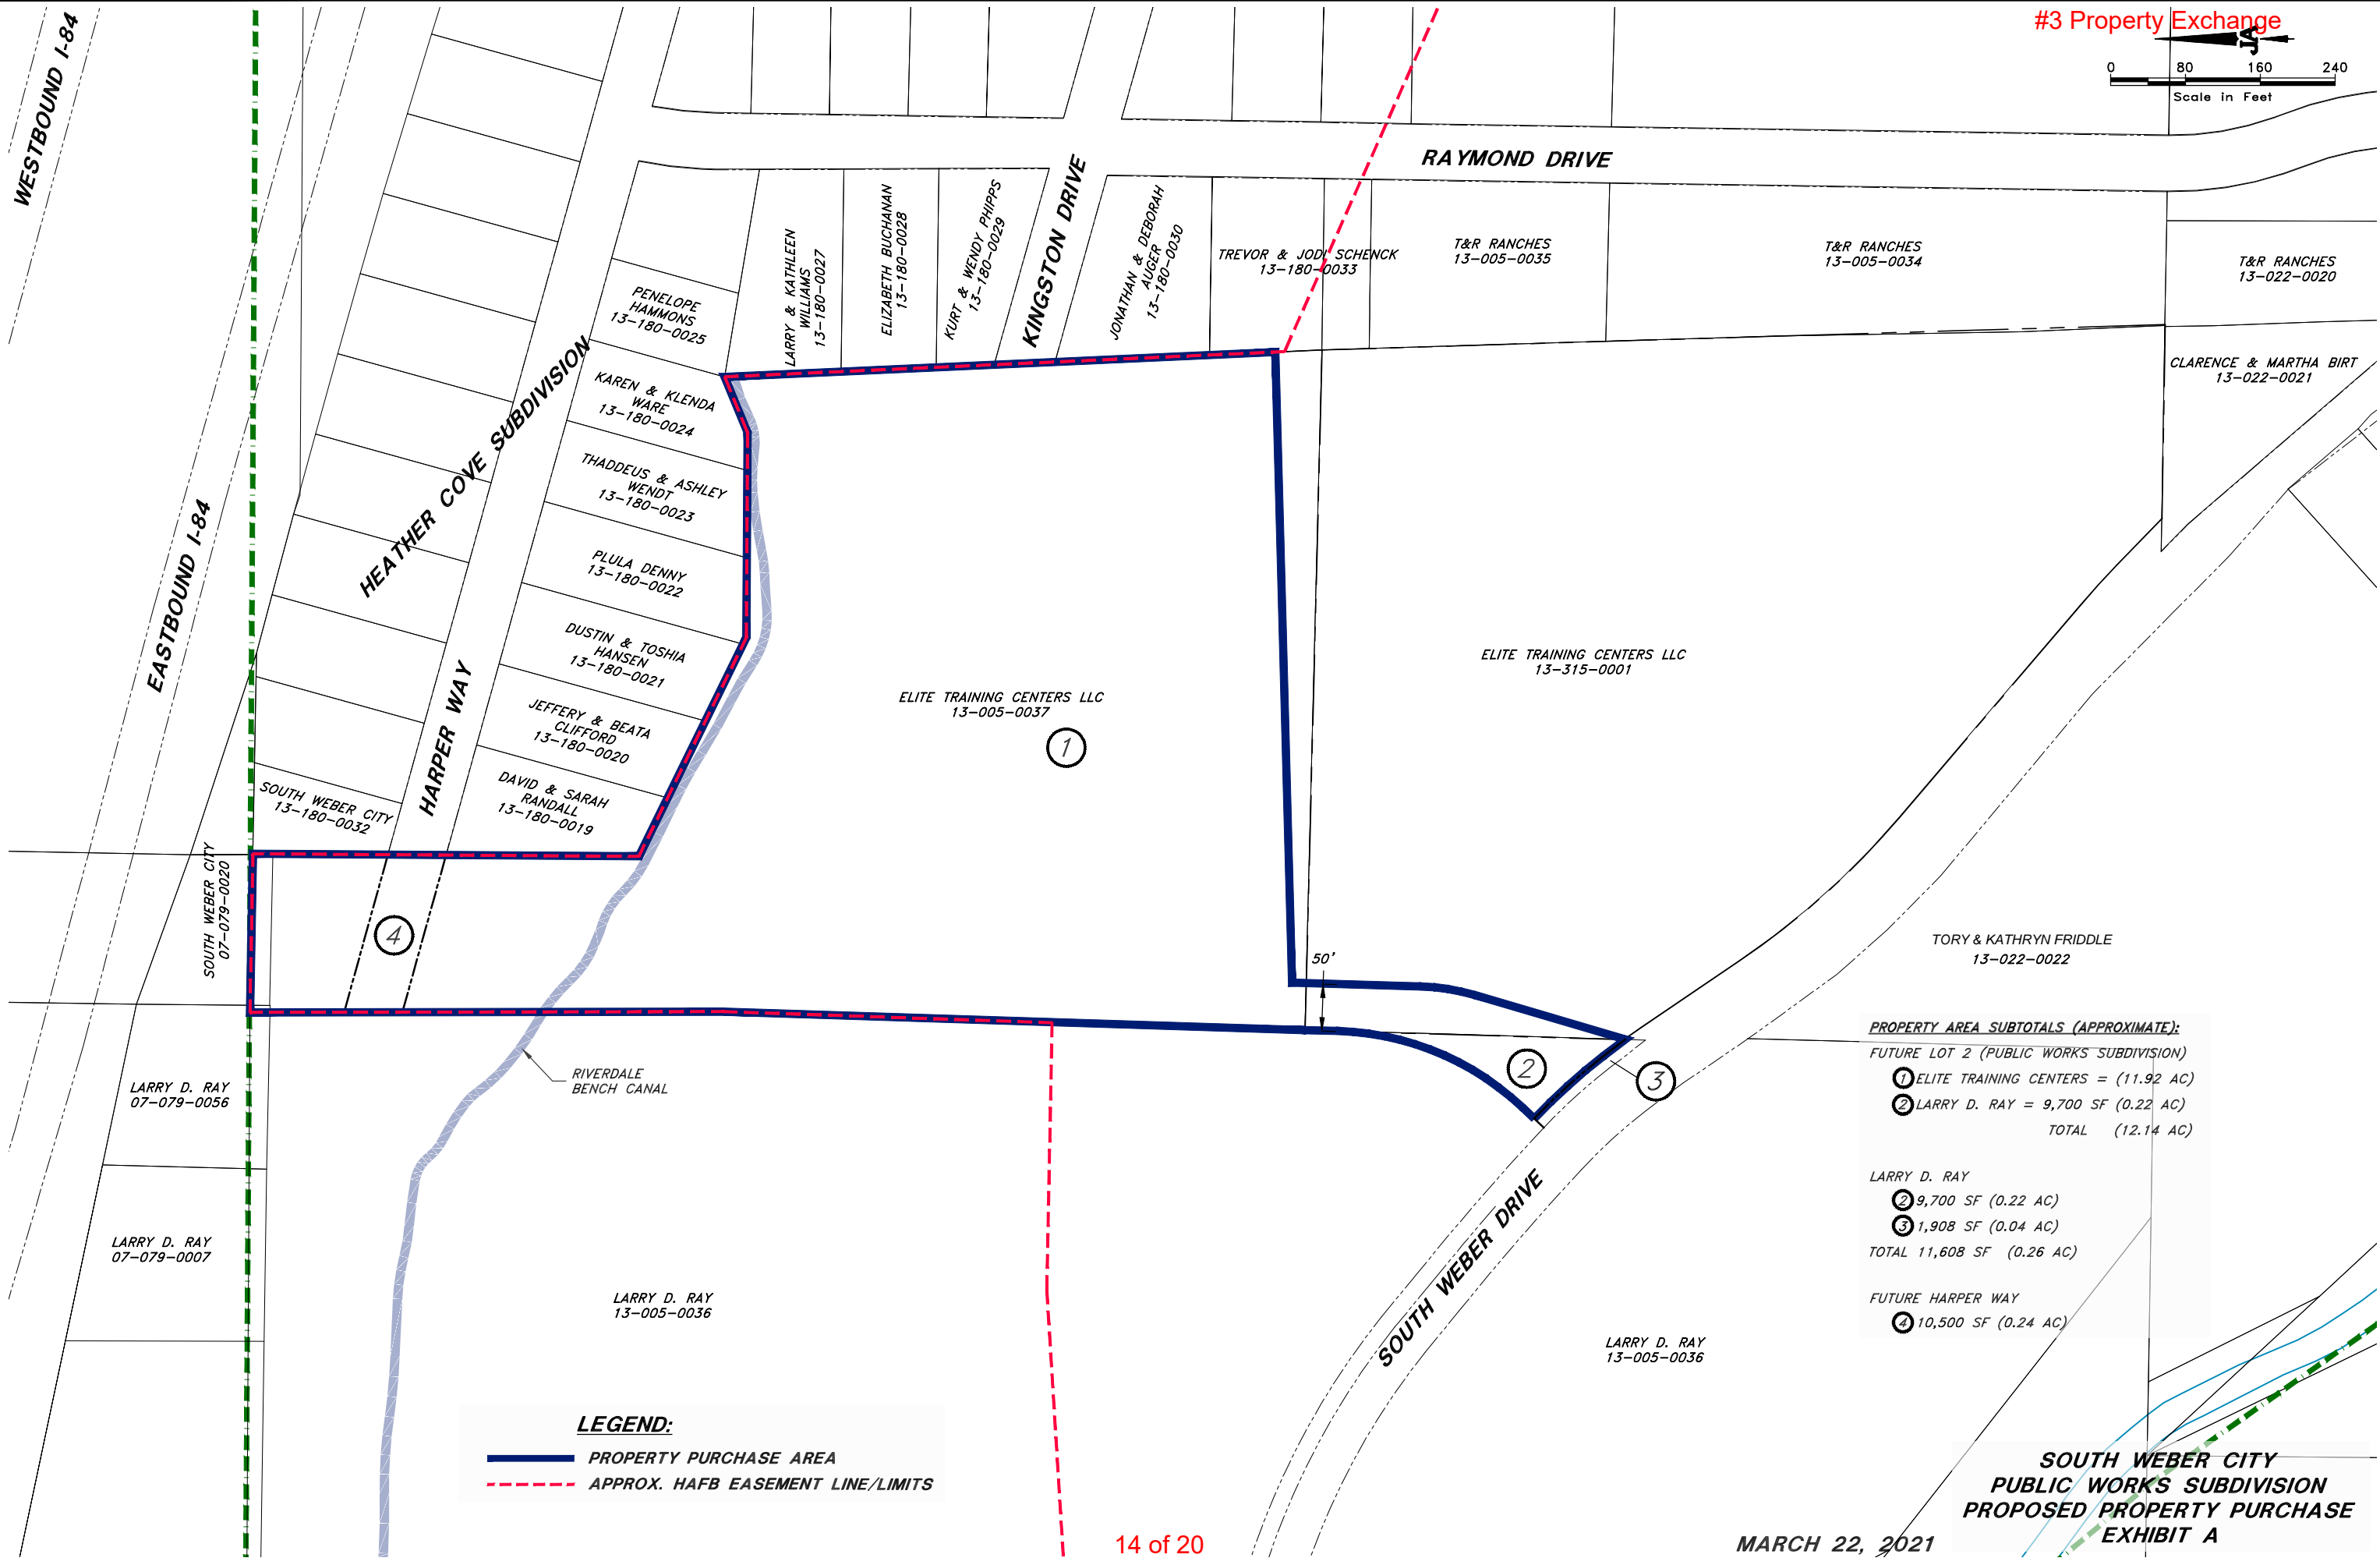 #3 Property Exchange
JA
0 80 160 240
Scale in Feet
WESTBOUND I-84
EASTBOUND I-84
RAYMOND DRIVE
KINGSTON DRIVE
HEATHER COVE SUBDIVISION
HARPER WAY
LARRY & KATHLEEN
WILLIAMS
13-180-0027
ELIZABETH BUCHANAN
13-180-0028
KURT & WENDY PHIPPS
13-180-0029
JONATHAN & DEBORAH
AUGER
13-180-0030
TREVOR & JODI SCHENCK
13-180-0033
T&R RANCHES
13-005-0035
T&R RANCHES
13-005-0034
T&R RANCHES
13-022-0020
CLARENCE & MARTHA BIRT
13-022-0021
PENELOPE
HAMMONS
13-180-0025
KAREN & KLENDA
WARE
13-180-0024
THADDEUS & ASHLEY
WENDT
13-180-0023
PLULA DENNY
13-180-0022
DUSTIN & TOSHIA
HANSEN
13-180-0021
JEFFERY & BEATA
CLIFFORD
13-180-0020
DAVID & SARAH
RANDALL
13-180-0019
SOUTH WEBER CITY
13-180-0032
SOUTH WEBER CITY
07-079-0020
ELITE TRAINING CENTERS LLC
13-005-0037
1
ELITE TRAINING CENTERS LLC
13-315-0001
4
50'
2
3
TORY & KATHRYN FRIDDLE
13-022-0022
RIVERDALE
BENCH CANAL
LARRY D. RAY
07-079-0056
LARRY D. RAY
07-079-0007
LARRY D. RAY
13-005-0036
SOUTH WEBER DRIVE
LARRY D. RAY
13-005-0036
PROPERTY AREA SUBTOTALS (APPROXIMATE):
FUTURE LOT 2 (PUBLIC WORKS SUBDIVISION)
1 ELITE TRAINING CENTERS = (11.92 AC)
2 LARRY D. RAY = 9,700 SF (0.22 AC)
TOTAL (12.14 AC)
LARRY D. RAY
2 9,700 SF (0.22 AC)
3 1,908 SF (0.04 AC)
TOTAL 11,608 SF (0.26 AC)
FUTURE HARPER WAY
4 10,500 SF (0.24 AC)
LEGEND:
PROPERTY PURCHASE AREA
APPROX. HAFB EASEMENT LINE/LIMITS
14 of 20
MARCH 22, 2021
SOUTH WEBER CITY
PUBLIC WORKS SUBDIVISION
PROPOSED PROPERTY PURCHASE
EXHIBIT A